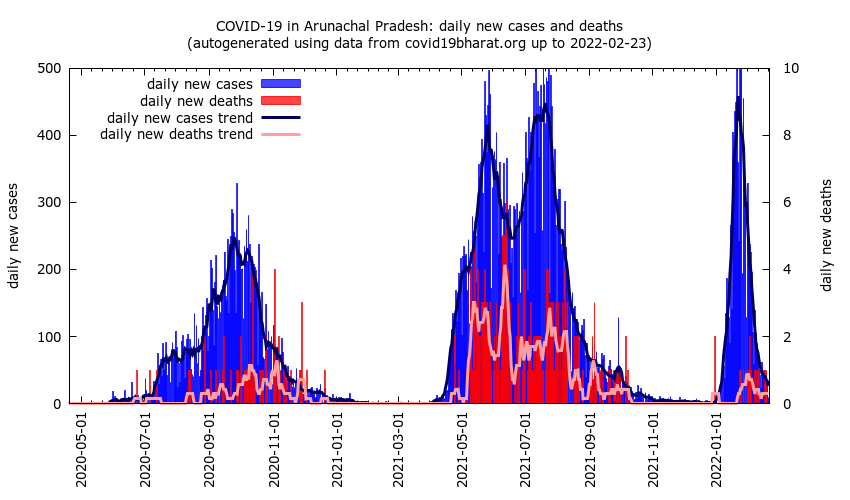 COVID-19 in Arunachal Pradesh: daily new cases and deaths
(autogenerated using data from covid19bharat.org up to 2022-02-23)
daily new cases
daily new deaths
daily new cases trend
daily new deaths trend
500
400
300
200
100
0
10
8
6
4
2
0
daily new cases
daily new deaths
2020-05-01
2020-07-01
2020-09-01
2020-11-01
2021-01-01
2021-03-01
2021-05-01
2021-07-01
2021-09-01
2021-11-01
2022-01-01